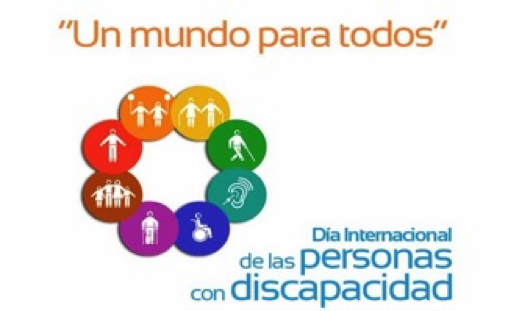 "Un mundo para todos"
Día Internacional
de las personas
con discapacidad